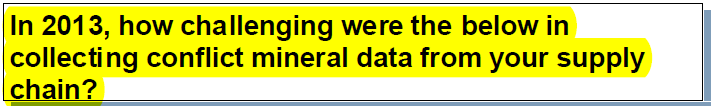 In 2013, how challenging were the below in
collecting conflict mineral data from your supply
chain?